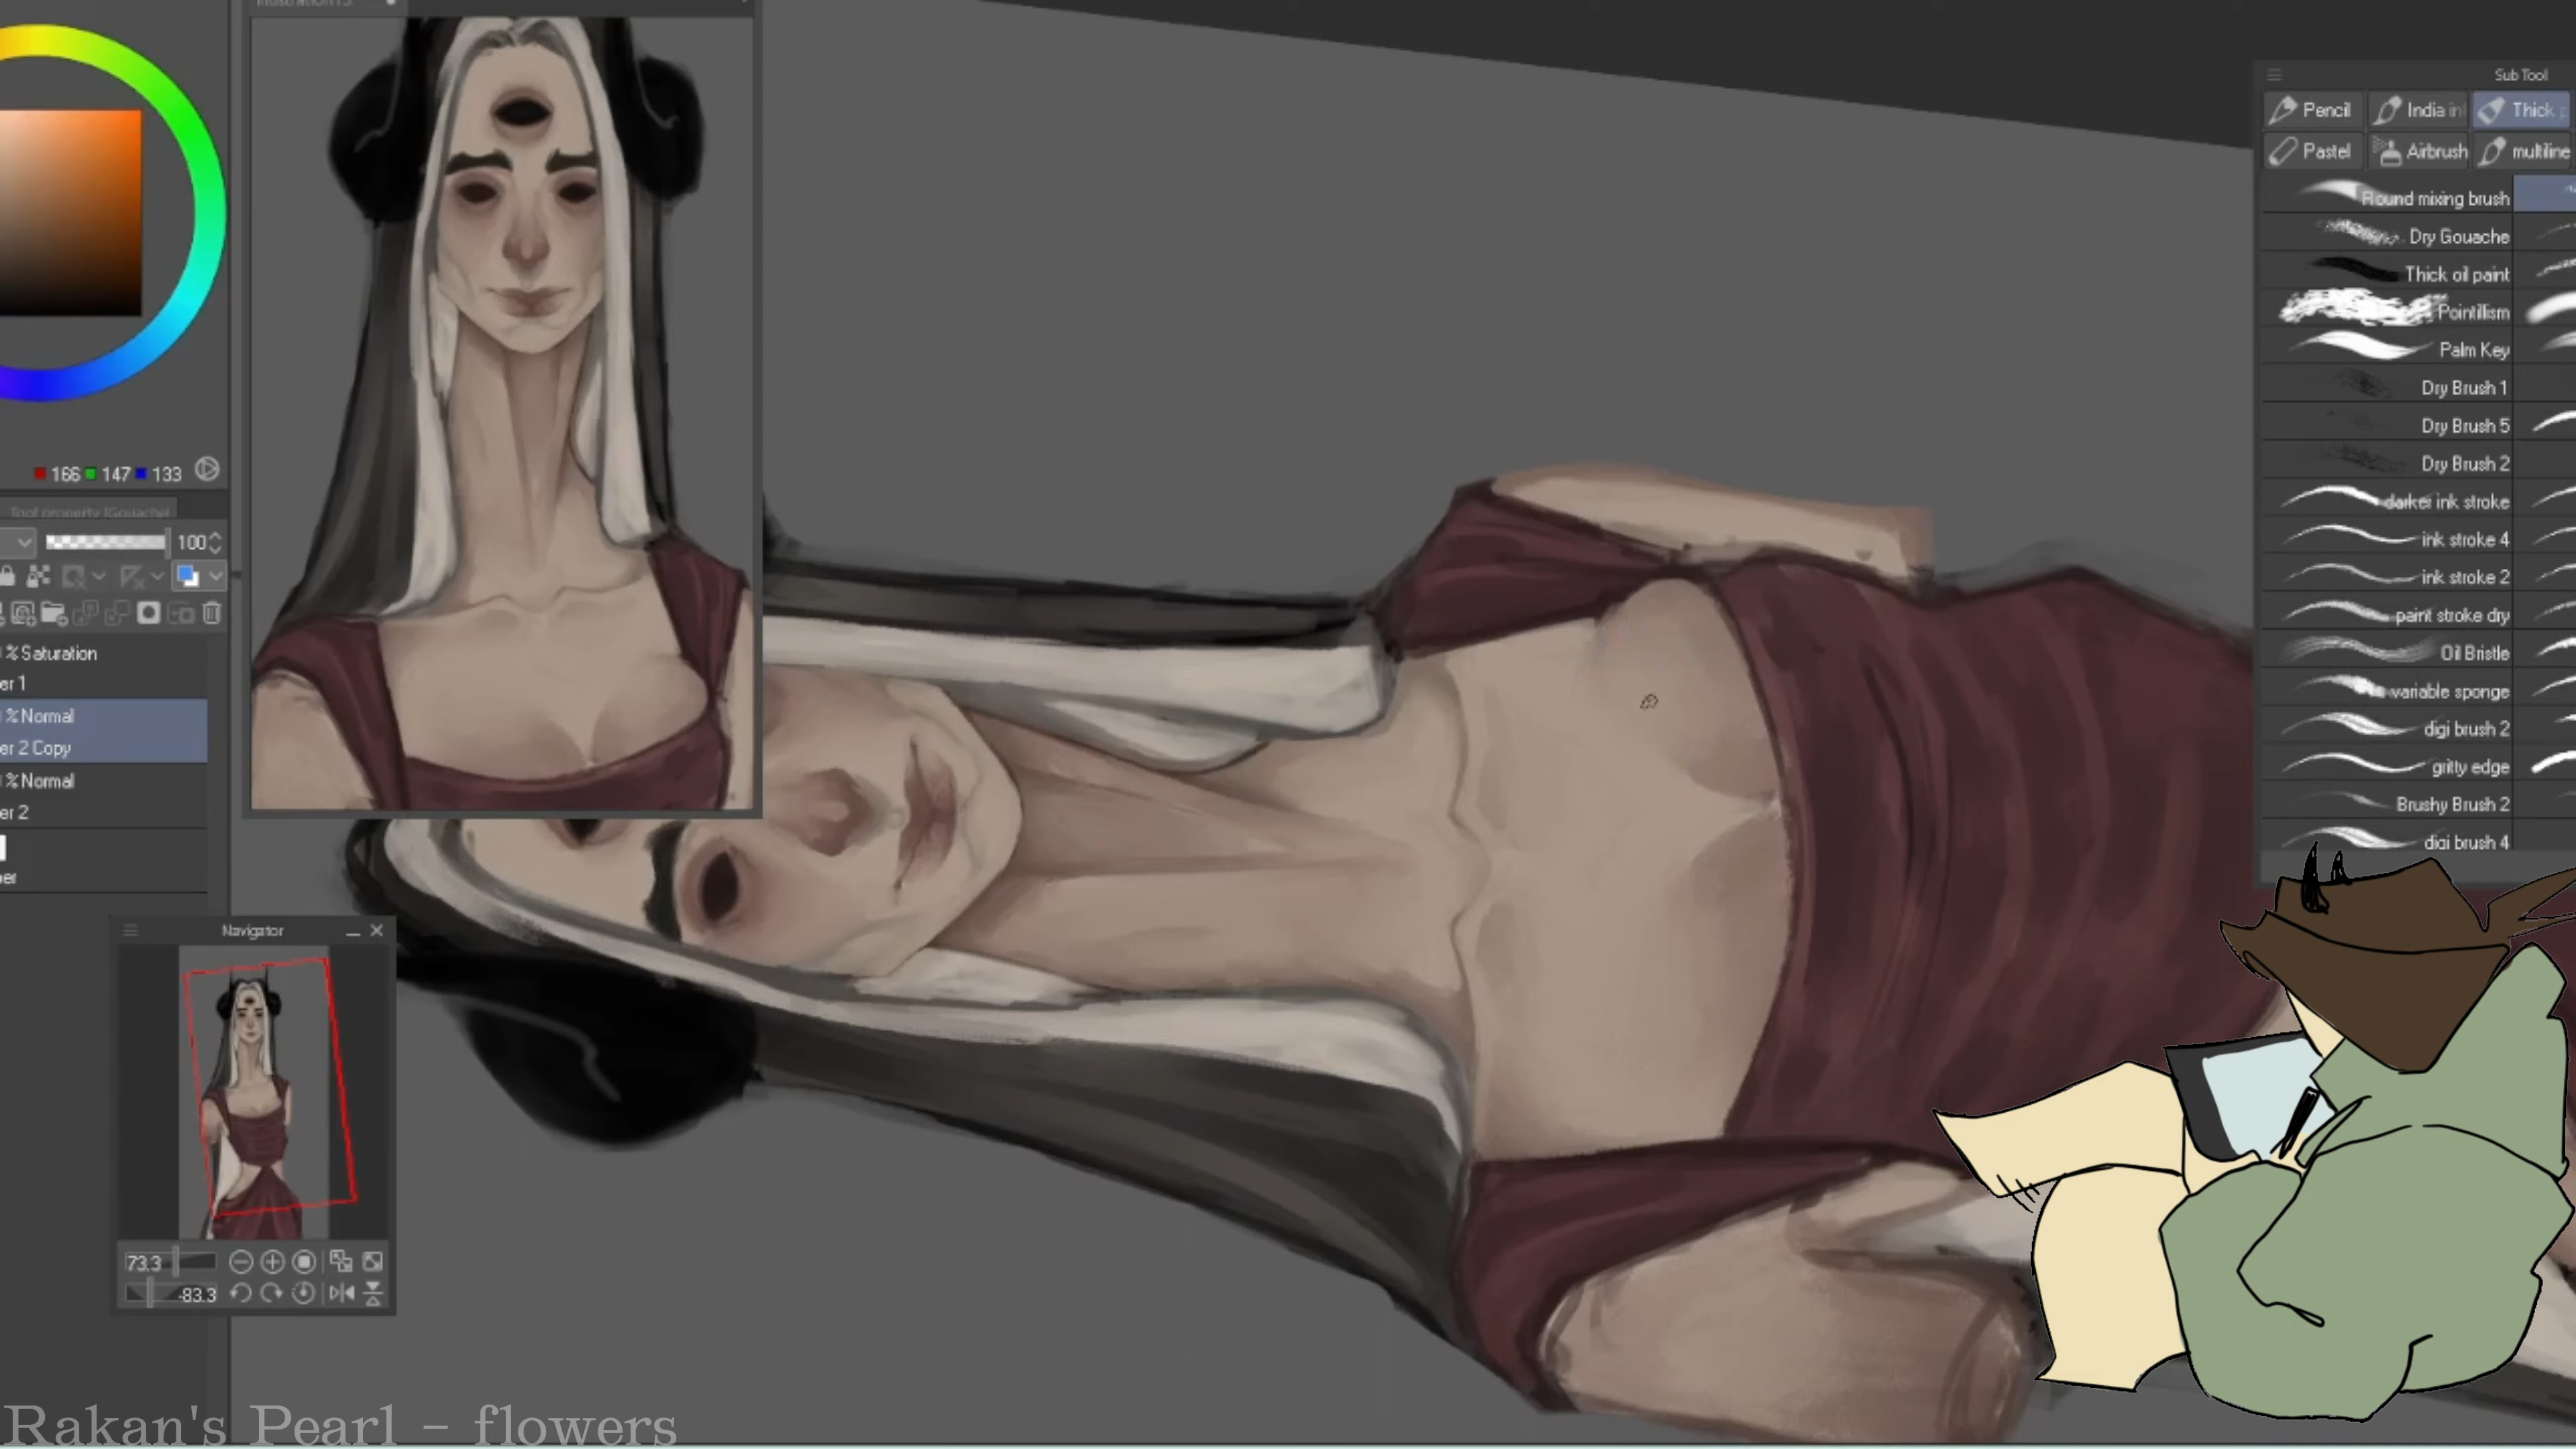 Sub Tool
Pencil
India in
Thick
Pastel
Airbrush
multiline
Round mixing brush
Dry Gouache
Thick oil paint
Pointillism
Palm Key
Dry Brush 1
Dry Brush 5
Dry Brush 2
darker ink stroke
ink stroke 4
ink stroke 2
paint stroke dry
Oil Bristle
variable sponge
digi brush 2
gritty edge
Brushy Brush 2
digi brush 4
166 147 133
Tool property [Gouache]
100
% Saturation
er 1
% Normal
er 2 Copy
% Normal
er 2
er
Navigator
73.3
-83.3
Rakan's Pearl - flowers